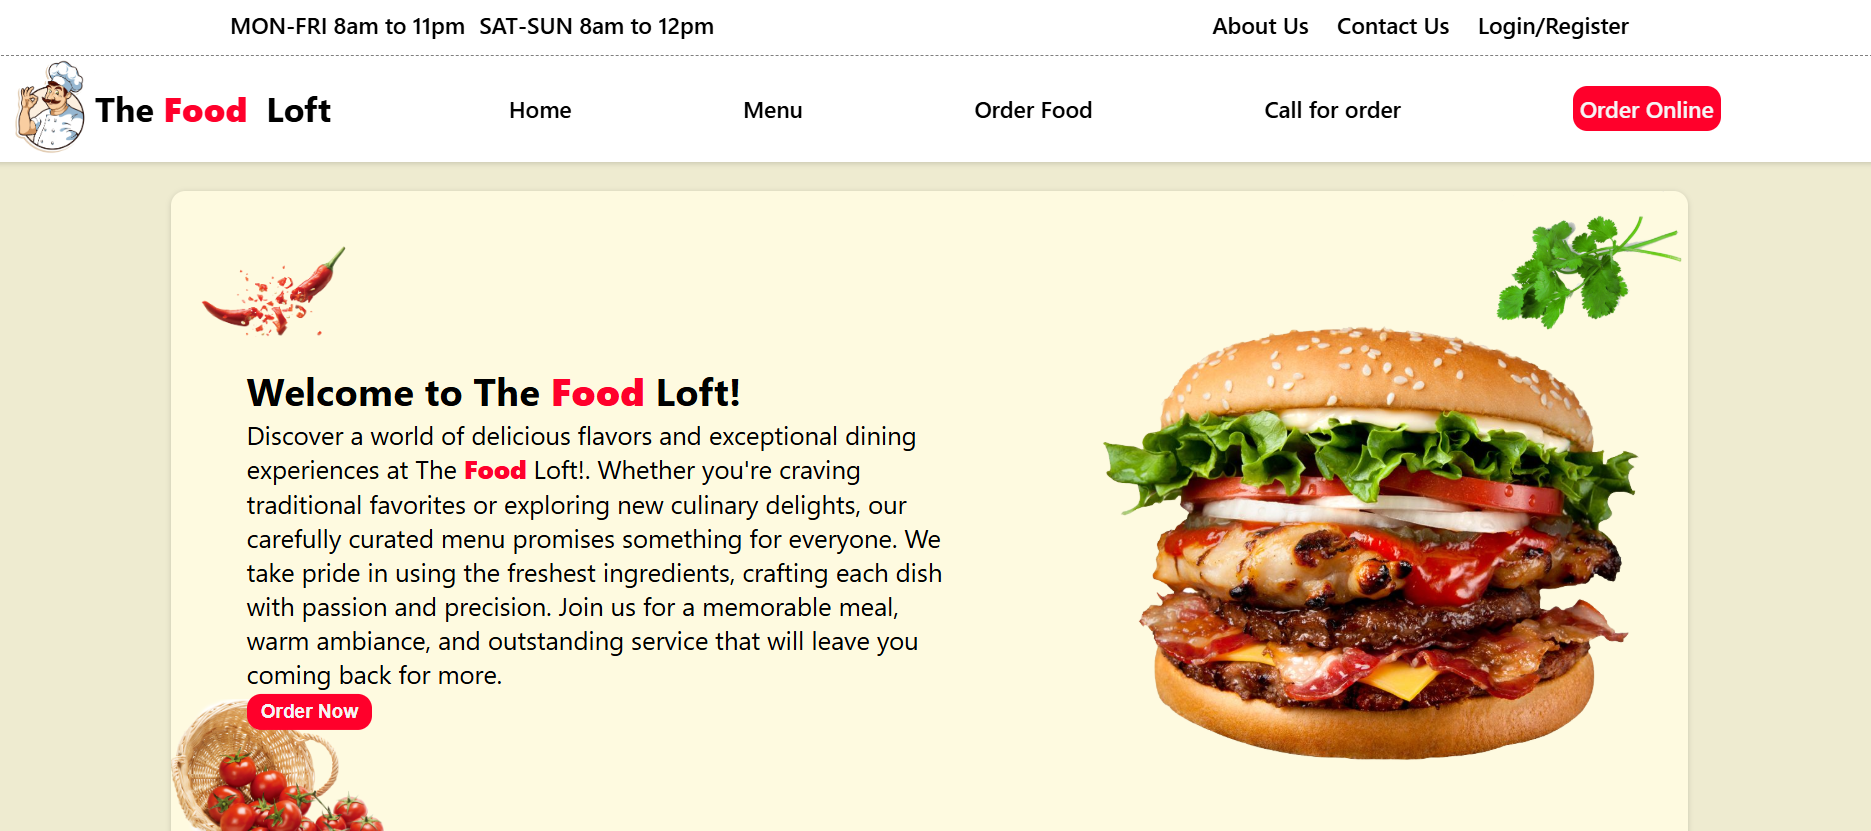 MON-FRI 8am to 11pm SAT-SUN 8am to 12pm
About Us Contact Us Login/Register
The Food Loft
Home Menu Order Food Call for order Order Online
Welcome to The Food Loft!
Discover a world of delicious flavors and exceptional dining
experiences at The Food Loft!. Whether you're craving
traditional favorites or exploring new culinary delights, our
carefully curated menu promises something for everyone. We
take pride in using the freshest ingredients, crafting each dish
with passion and precision. Join us for a memorable meal,
warm ambiance, and outstanding service that will leave you
coming back for more.
Order Now